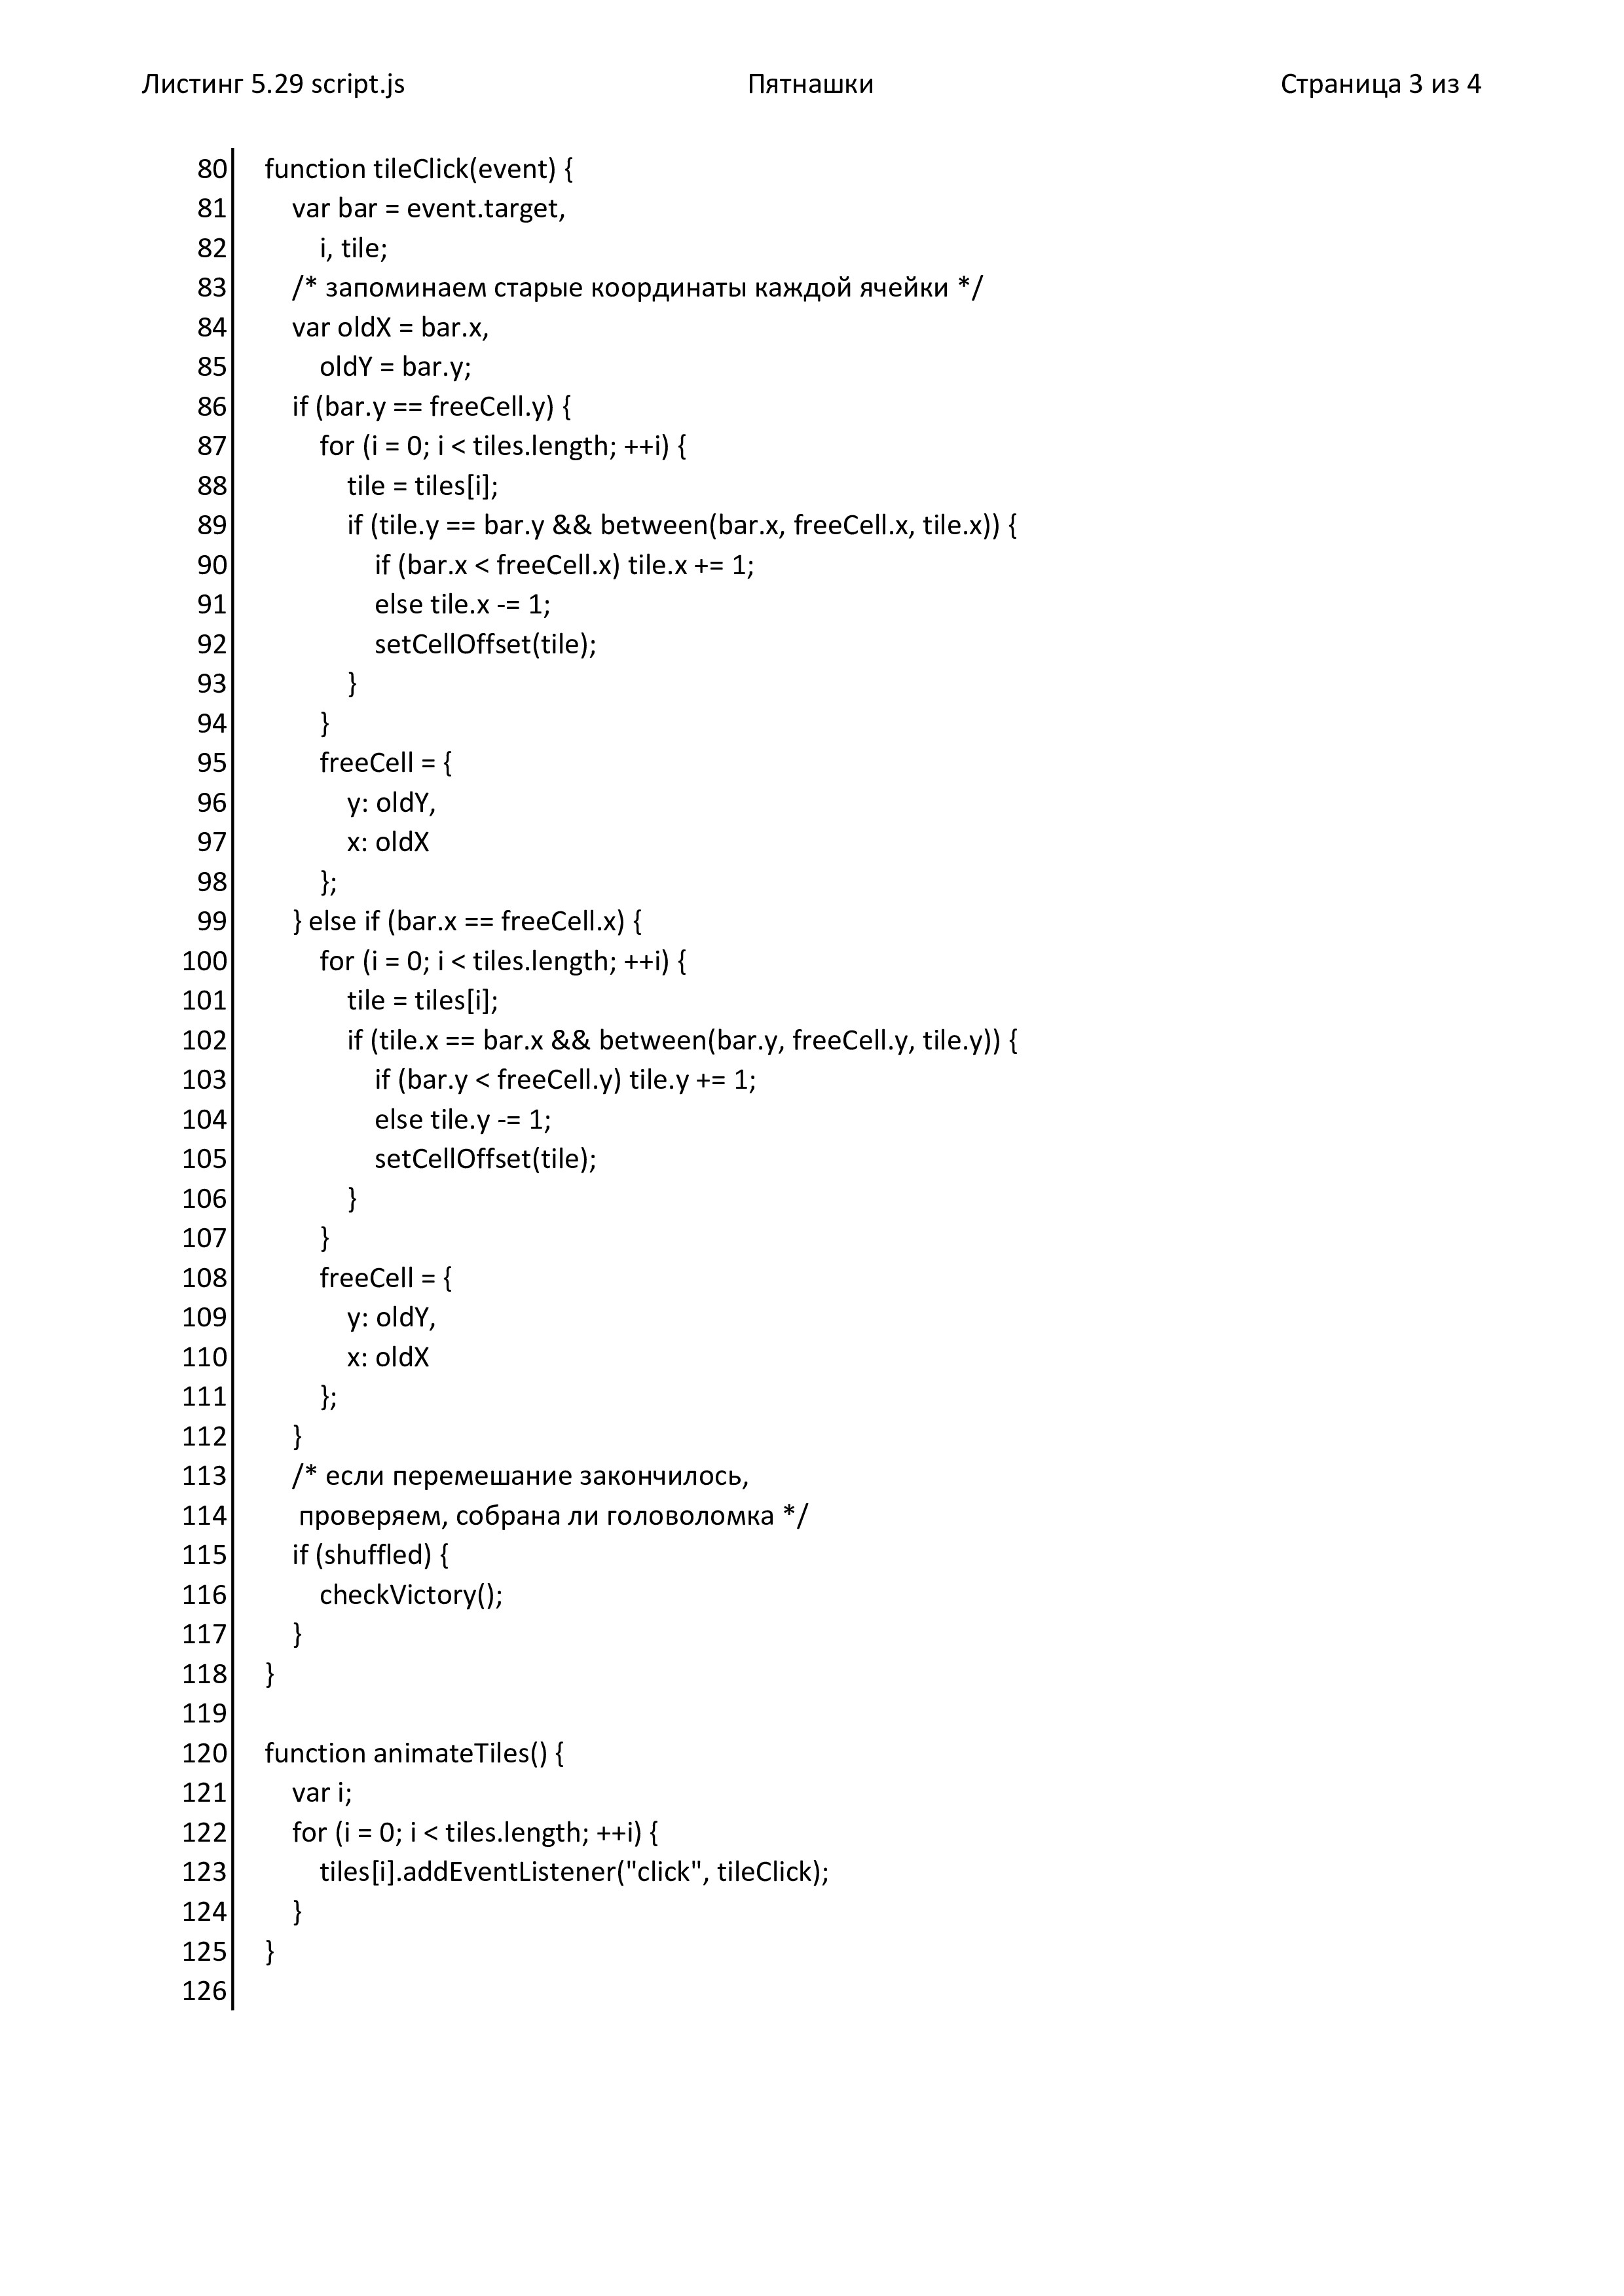 Листинг 5.29 script.js Пятнашки Страница 3 из 4
80 function tileClick(event) {
81 var bar = event.target,
82 i, tile;
83 /* запоминаем старые координаты каждой ячейки */
84 var oldX = bar.x,
85 oldY = bar.y;
86 if (bar.y == freeCell.y) {
87 for (i = 0; i < tiles.length; ++i) {
88 tile = tiles[i];
89 if (tile.y == bar.y && between(bar.x, freeCell.x, tile.x)) {
90 if (bar.x < freeCell.x) tile.x += 1;
91 else tile.x -= 1;
92 setCellOffset(tile);
93 }
94 }
95 freeCell = {
96 y: oldY,
97 x: oldX
98 };
99 } else if (bar.x == freeCell.x) {
100 for (i = 0; i < tiles.length; ++i) {
101 tile = tiles[i];
102 if (tile.x == bar.x && between(bar.y, freeCell.y, tile.y)) {
103 if (bar.y < freeCell.y) tile.y += 1;
104 else tile.y -= 1;
105 setCellOffset(tile);
106 }
107 }
108 freeCell = {
109 y: oldY,
110 x: oldX
111 };
112 }
113 /* если перемешание закончилось,
114 проверяем, собрана ли головоломка */
115 if (shuffled) {
116 checkVictory();
117 }
118 }
119
120 function animateTiles() {
121 var i;
122 for (i = 0; i < tiles.length; ++i) {
123 tiles[i].addEventListener("click", tileClick);
124 }
125 }
126